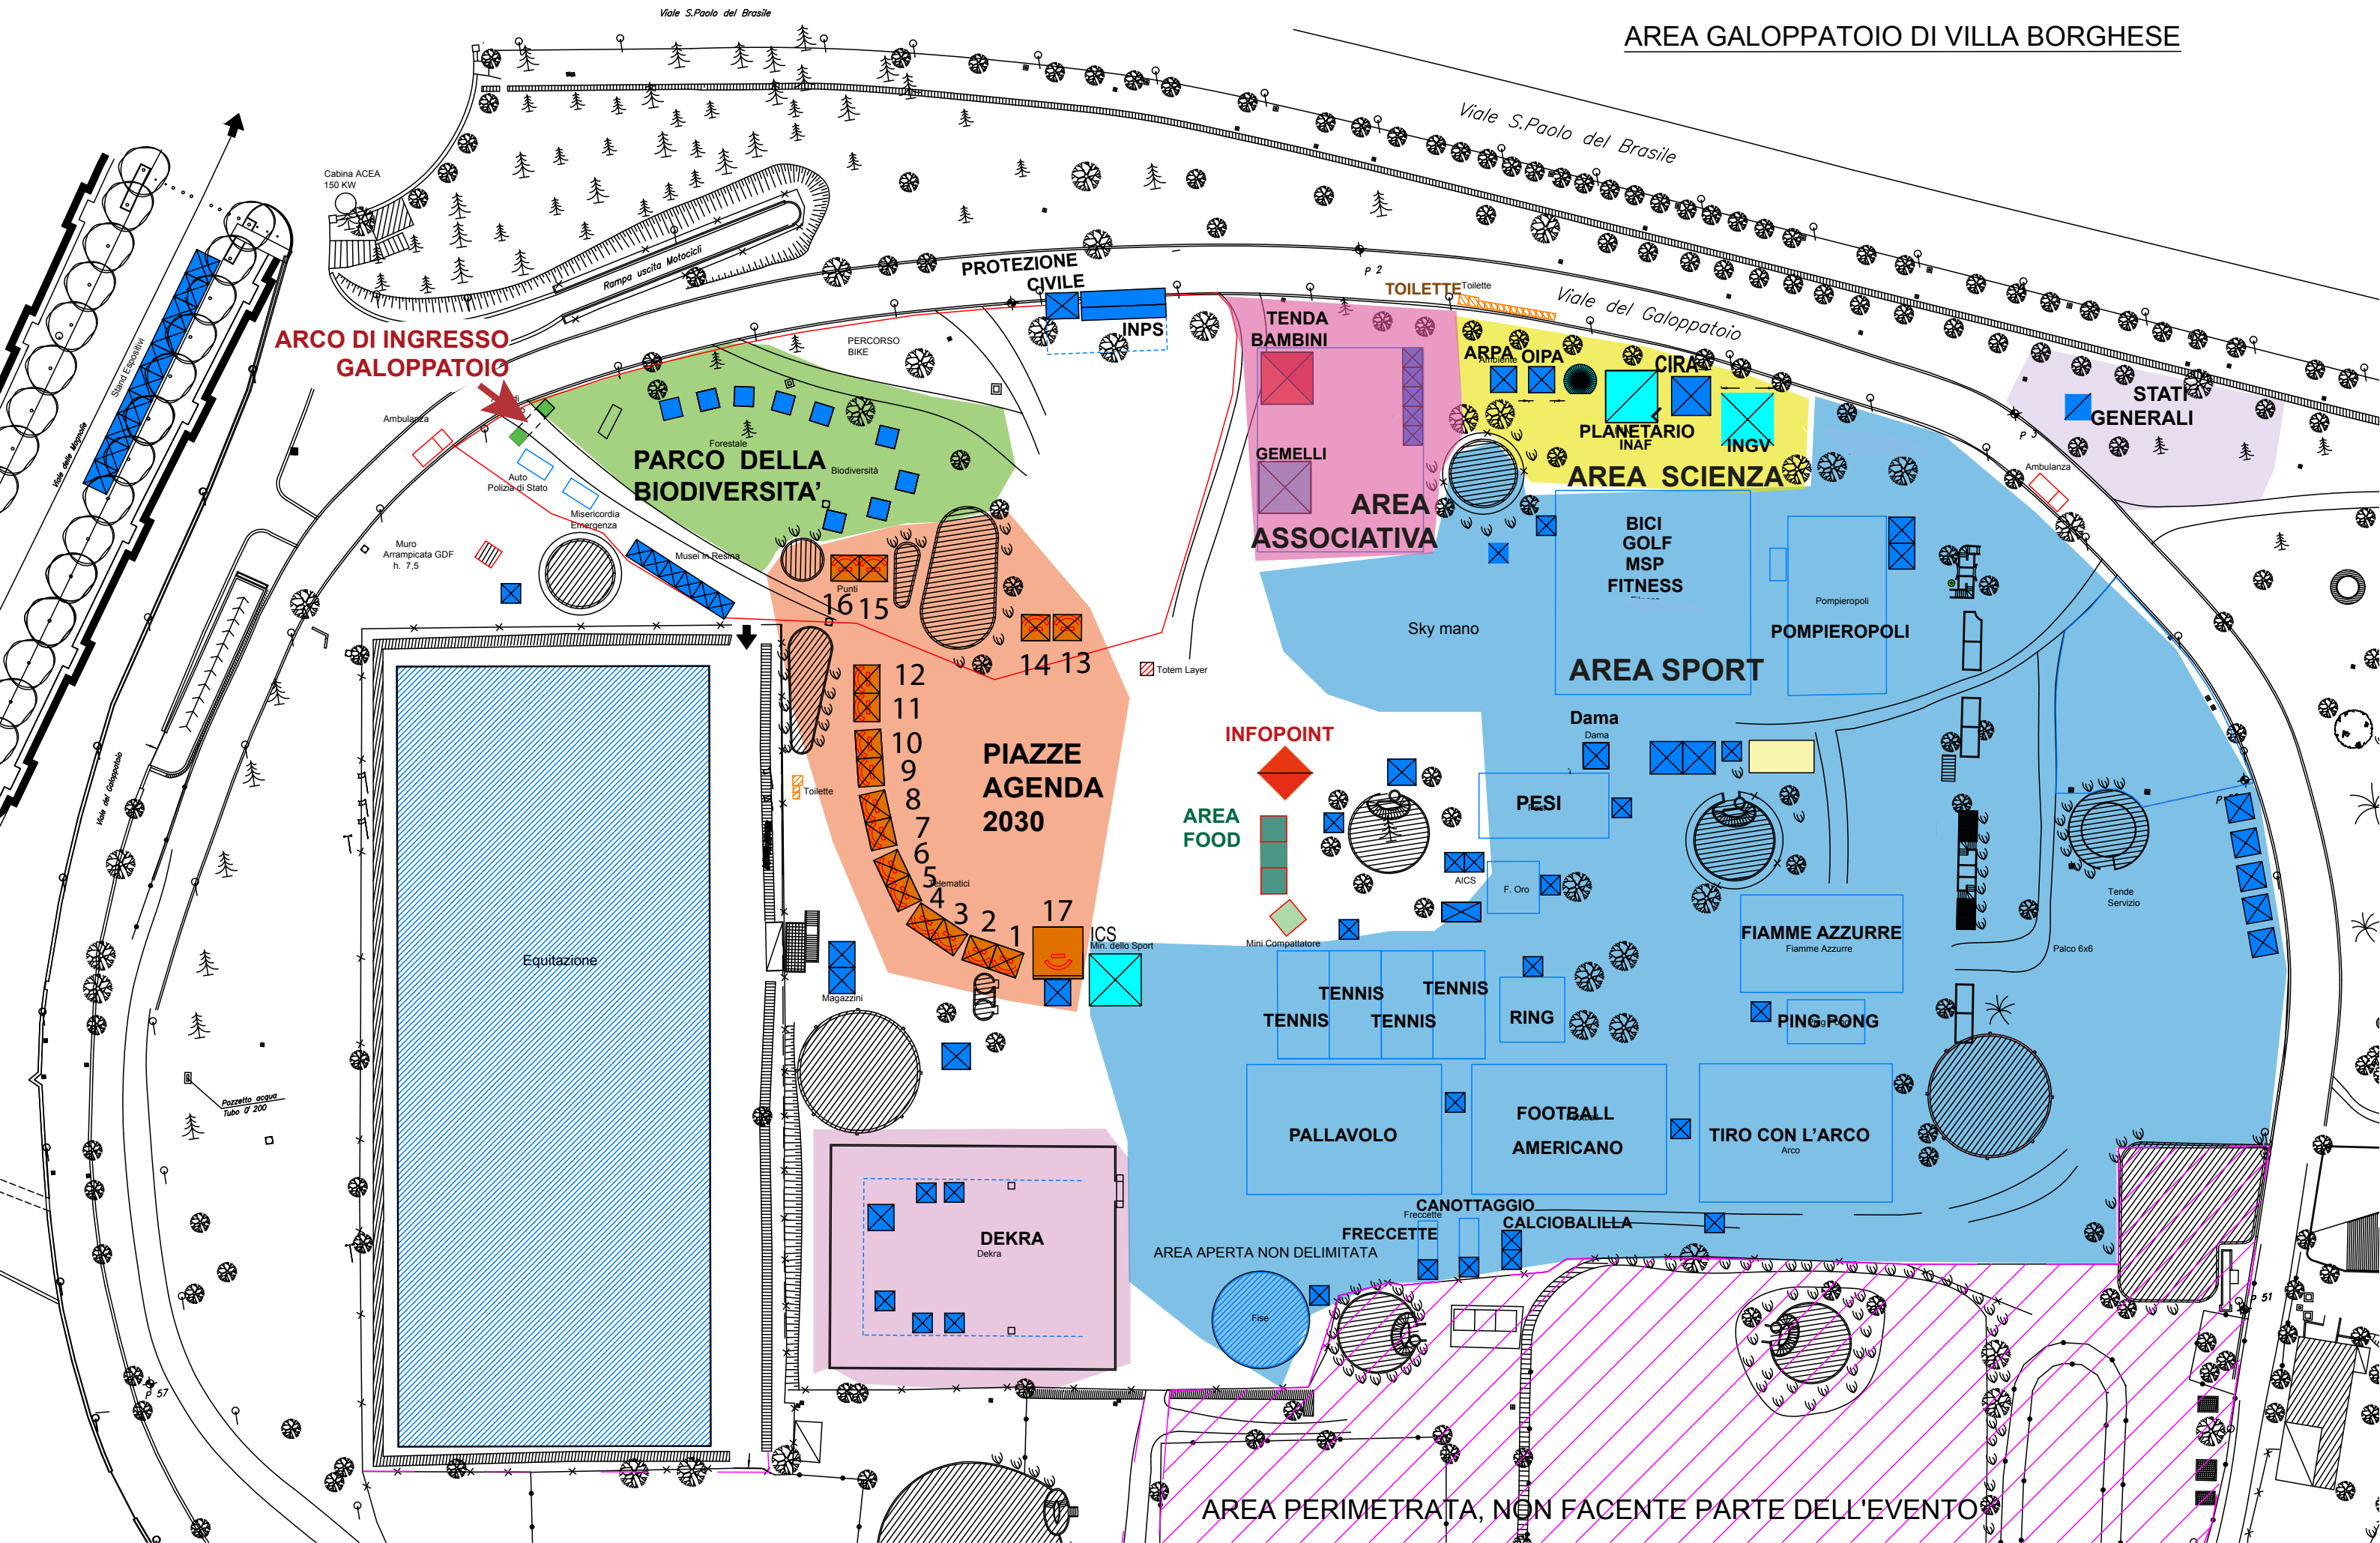 Viale S.Paolo del Brasile
AREA GALOPPATOIO DI VILLA BORGHESE
Viale S.Paolo del Brasile
Cabina ACEA
150 KW
Rampa uscita Motocicli
PROTEZIONE
CIVILE
INPS
P 2
TOILETTE
Toilette
Viale del Galoppatoio
Stand Espositivi
Viale delle Magnolie
ARCO DI INGRESSO
GALOPPATOIO
PERCORSO
BIKE
TENDA
BAMBINI
ARPA
Ambiente
OIPA
CIRA
PLANETARIO
INAF
INGV
AREA SCIENZA
STATI
GENERALI
P 3
Ambulanza
Ambulanza
Auto
Polizia di Stato
Misericordia
Emergenza
Forestale
PARCO DELLA
BIODIVERSITA'
Biodiversità
GEMELLI
AREA
ASSOCIATIVA
Muro
Arrampicata GDF
h. 7,5
Musei in Resina
Punti
16
15
14
13
BICI
GOLF
MSP
FITNESS
Sky mano
Pompieropoli
POMPIEROPOLI
AREA SPORT
Totem Layer
12
11
10
9
8
7
6
5
4
3
2
1
17
Telematici
PIAZZE
AGENDA
2030
Toilette
INFOPOINT
AREA
FOOD
Mini Compattatore
Dama
Dama
PESI
AICS
F. Oro
Viale del Galoppatoio
Equitazione
Magazzini
ICS
Min. dello Sport
FIAMME AZZURRE
Fiamme Azzurre
Tende
Servizio
Palco 6x6
TENNIS
TENNIS
TENNIS
TENNIS
RING
PING PONG
Pozzetto acqua
Tubo Ø 200
PALLAVOLO
FOOTBALL
AMERICANO
TIRO CON L'ARCO
Arco
DEKRA
Dekra
CANOTTAGGIO
Freccette
FRECCETTE
CALCIOBALILLA
AREA APERTA NON DELIMITATA
Fise
P 51
P 57
AREA PERIMETRATA, NON FACENTE PARTE DELL'EVENTO